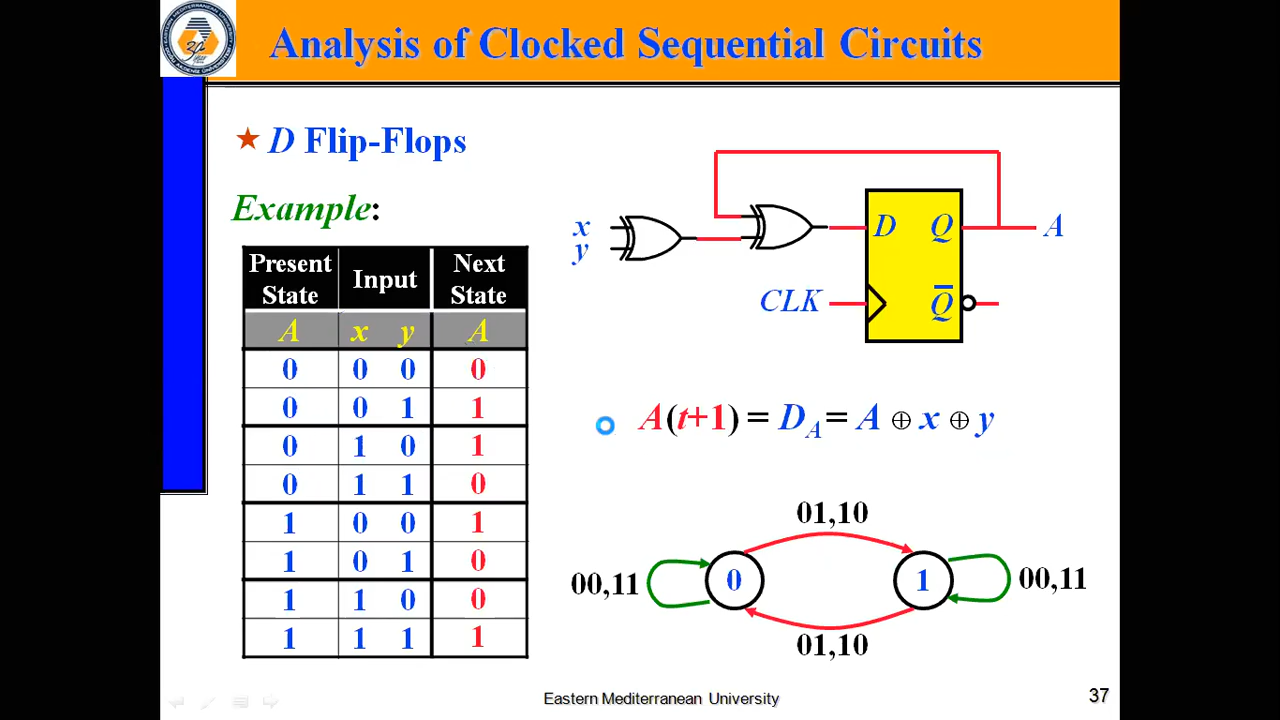 Analysis of Clocked Sequential Circuits
★ D Flip-Flops
Example:
Present State Input Next State
A x y A
0 0 0 0
0 0 1 1
0 1 0 1
0 1 1 0
1 0 0 1
1 0 1 0
1 1 0 0
1 1 1 1
x
y
D Q A
CLK Q̅
A(t+1) = D_A = A ⊕ x ⊕ y
01,10
00,11 0 1 00,11
01,10
Eastern Mediterranean University
37